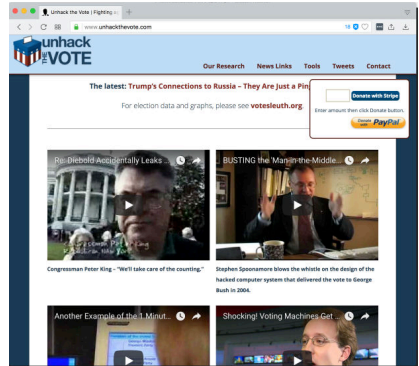 Unhack the Vote | Fighting
www.unhackthevote.com
18
unhack
THE VOTE
Our Research News Links Tools Tweets Contact
The latest: Trump's Connections to Russia – They Are Just a Pin
Donate with Stripe
For election data and graphs, please see votesleuth.org.
Enter amount then click Donate button.
Donate with PayPal
Re: Diebold Accidentally Leaks ...
BUSTING the 'Man-in-the-Middle...
Congressman Peter King
Congressman Peter King – "We'll take care of the counting."
Stephen Spoonamore blows the whistle on the design of the
hacked computer system that delivered the vote to George
Bush in 2004.
Another Example of the 1 Minut...
Shocking! Voting Machines Get ...